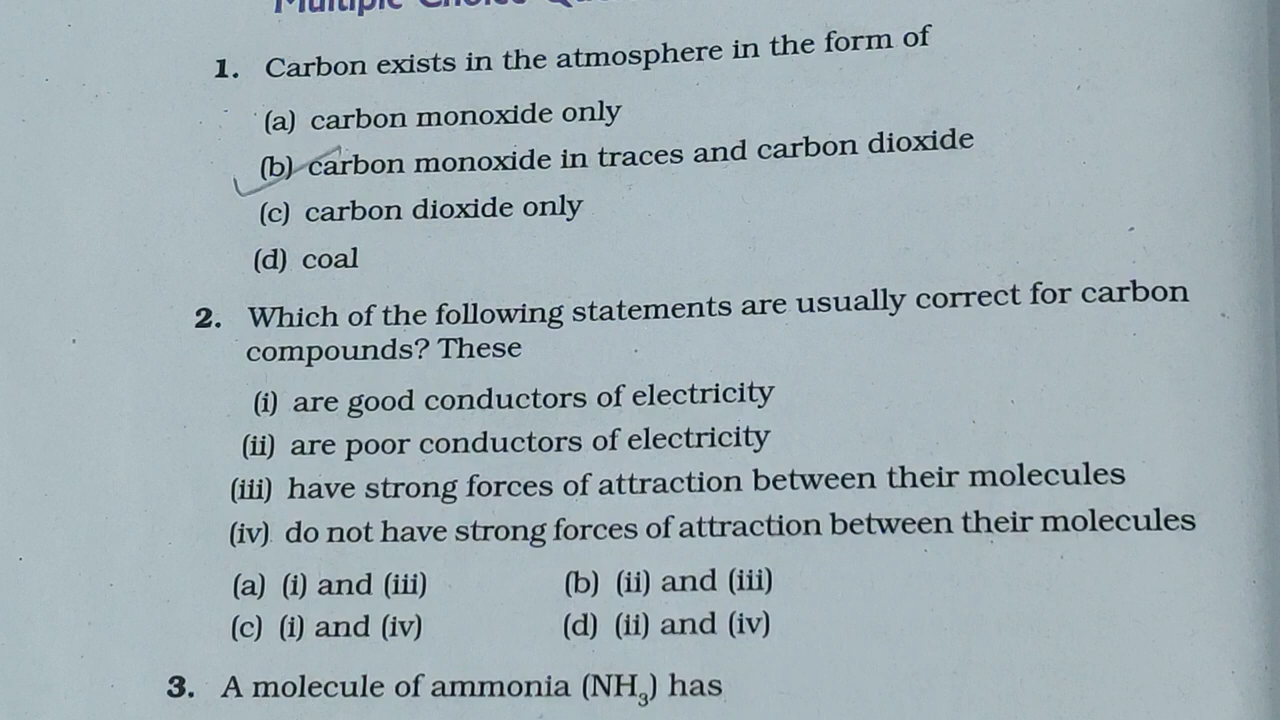 Multiple Choice
1. Carbon exists in the atmosphere in the form of
(a) carbon monoxide only
(b) carbon monoxide in traces and carbon dioxide
(c) carbon dioxide only
(d) coal
2. Which of the following statements are usually correct for carbon
compounds? These
(i) are good conductors of electricity
(ii) are poor conductors of electricity
(iii) have strong forces of attraction between their molecules
(iv) do not have strong forces of attraction between their molecules
(a) (i) and (iii) (b) (ii) and (iii)
(c) (i) and (iv) (d) (ii) and (iv)
3. A molecule of ammonia (NH₃) has